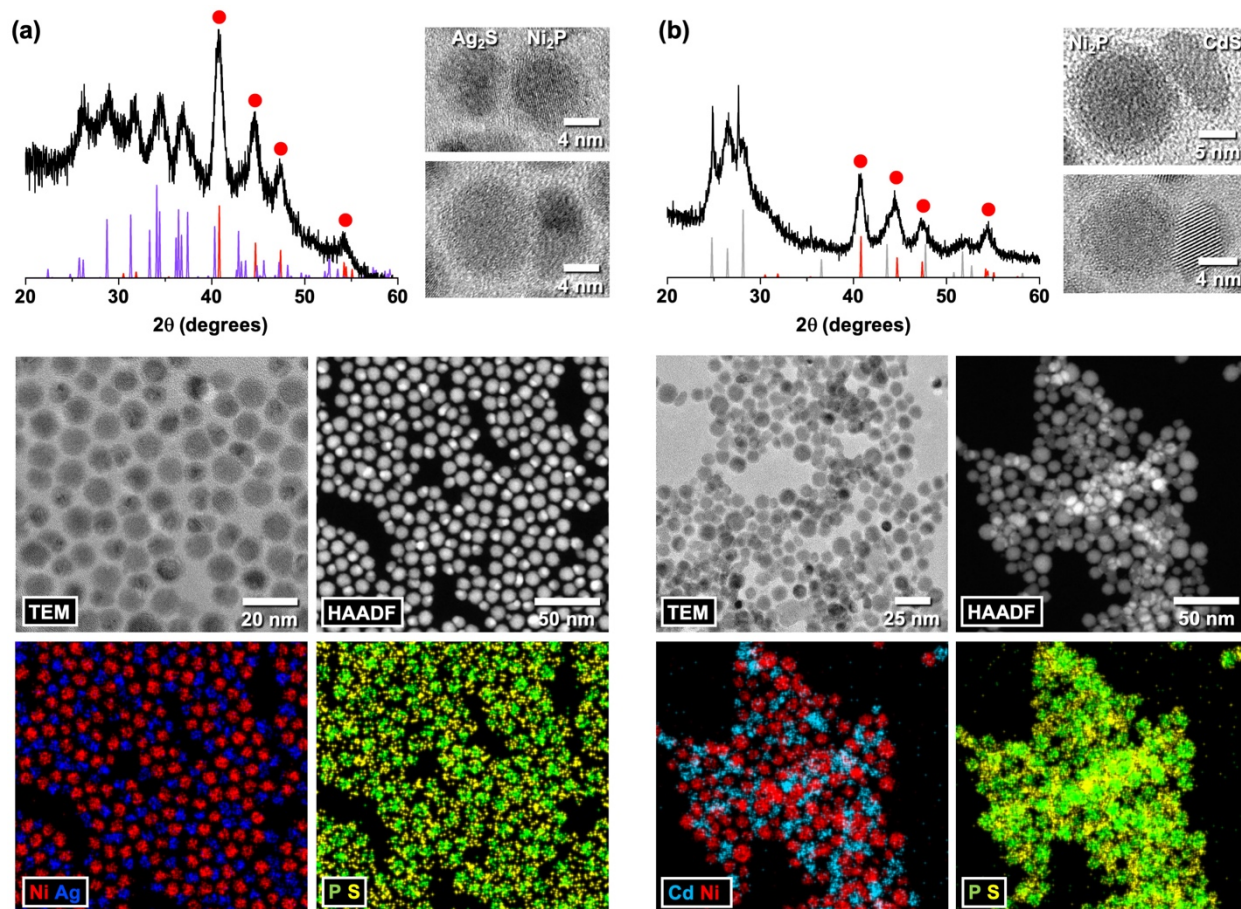 (a)
Ag₂S Ni₂P
4 nm
4 nm
20 30 40 50 60
2θ (degrees)
(b)
Ni₂P CdS
5 nm
4 nm
20 30 40 50 60
2θ (degrees)
TEM 20 nm
HAADF 50 nm
TEM 25 nm
HAADF 50 nm
Ni Ag
P S
Cd Ni
P S